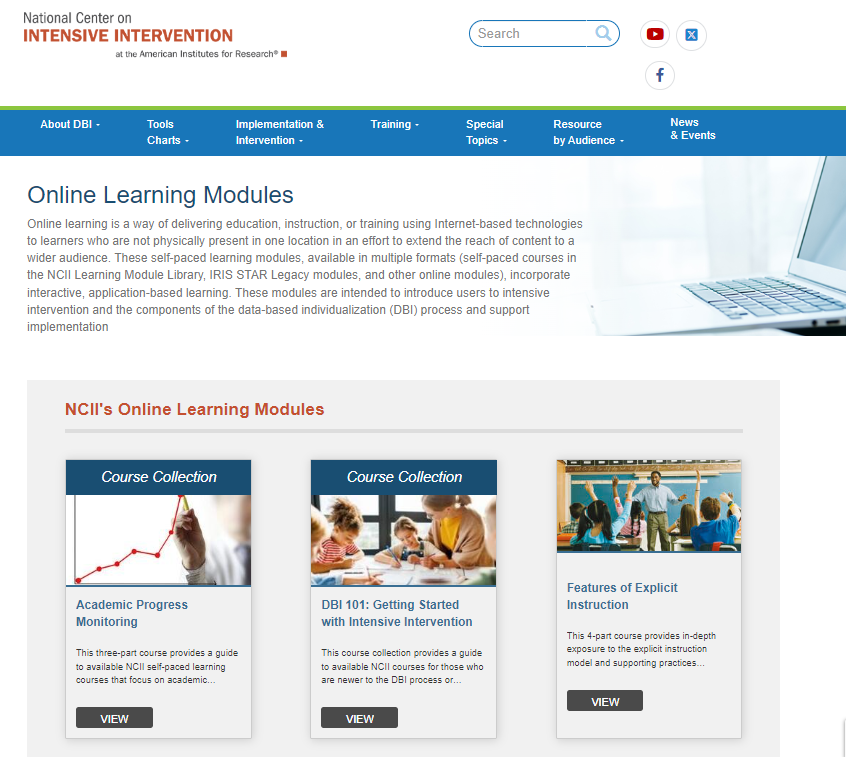 National Center on
INTENSIVE INTERVENTION
at the American Institutes for Research®
Search
About DBI
Tools
Charts
Implementation &
Intervention
Training
Special
Topics
Resource
by Audience
News
& Events
Online Learning Modules
Online learning is a way of delivering education, instruction, or training using Internet-based technologies
to learners who are not physically present in one location in an effort to extend the reach of content to a
wider audience. These self-paced learning modules, available in multiple formats (self-paced courses in
the NCII Learning Module Library, IRIS STAR Legacy modules, and other online modules), incorporate
interactive, application-based learning. These modules are intended to introduce users to intensive
intervention and the components of the data-based individualization (DBI) process and support
implementation
NCII's Online Learning Modules
Course Collection
Academic Progress
Monitoring
This three-part course provides a guide
to available NCII self-paced learning
courses that focus on academic...
VIEW
Course Collection
DBI 101: Getting Started
with Intensive Intervention
This course collection provides a guide
to available NCII courses for those who
are newer to the DBI process or...
VIEW
Features of Explicit
Instruction
This 4-part course provides in-depth
exposure to the explicit instruction
model and supporting practices...
VIEW